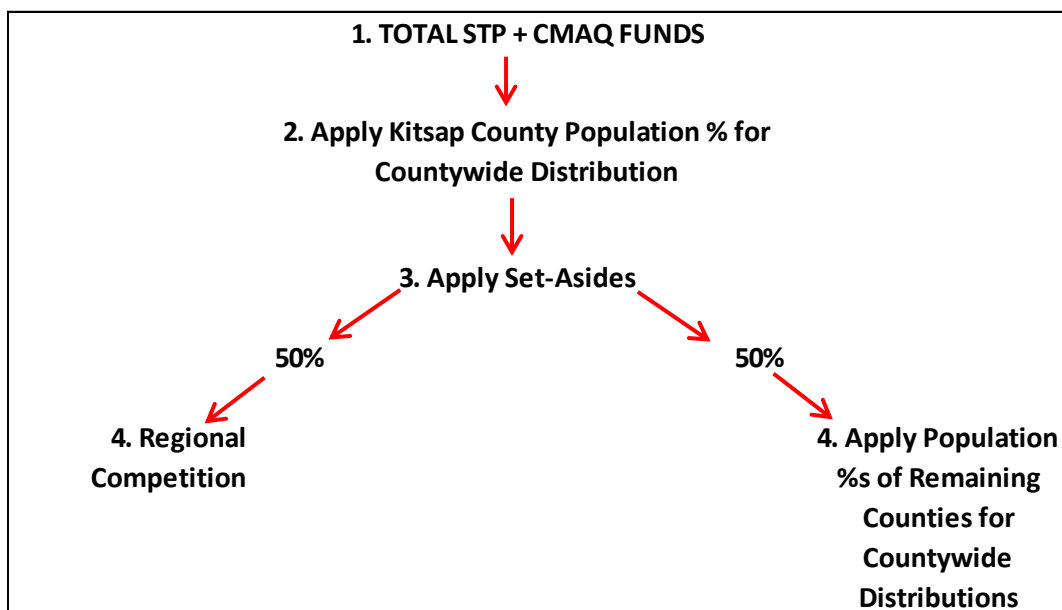 1. TOTAL STP + CMAQ FUNDS
2. Apply Kitsap County Population % for
Countywide Distribution
3. Apply Set-Asides
50%
50%
4. Regional
Competition
4. Apply Population
%s of Remaining
Counties for
Countywide
Distributions